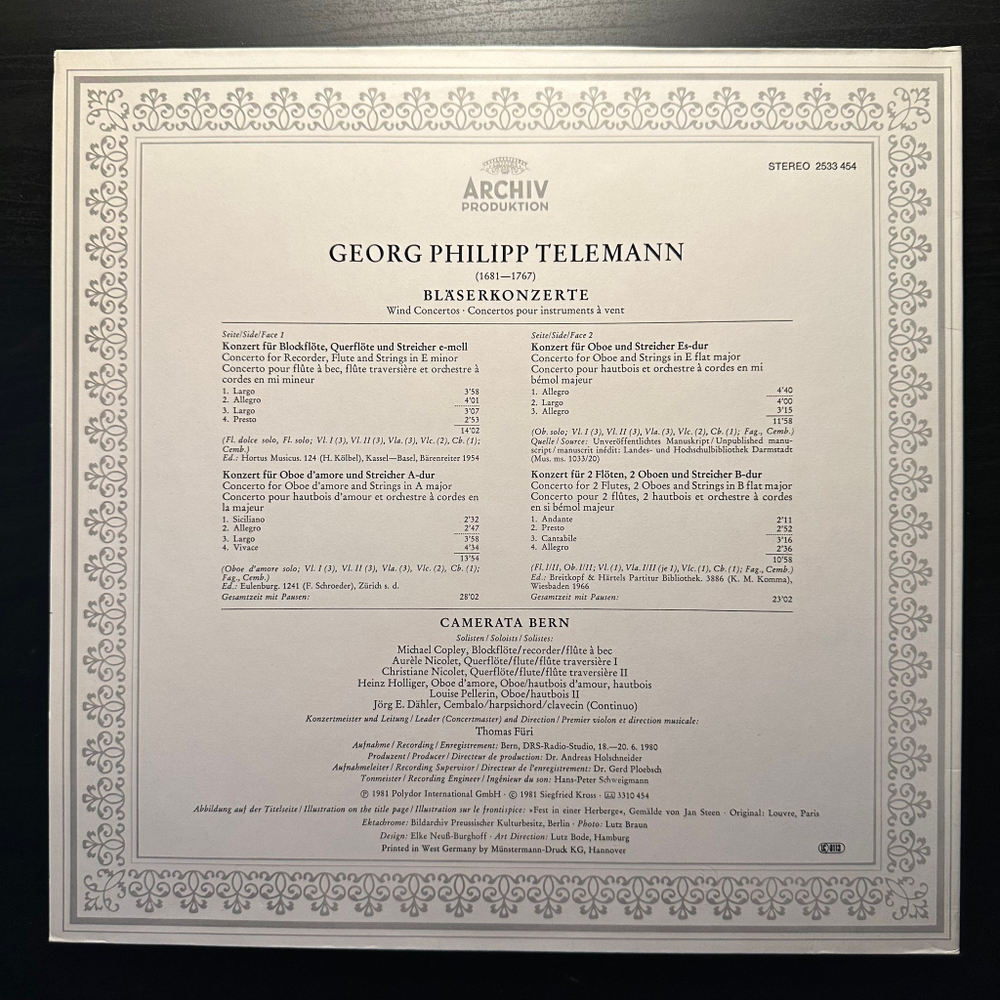 ARCHIV
PRODUKTION
STEREO 2533 454
GEORG PHILIPP TELEMANN
(1681—1767)
BLÄSERKONZERTE
Wind Concertos · Concertos pour instruments à vent
Seite/Side/Face 1
Konzert für Blockflöte, Querflöte und Streicher e-moll
Concerto for Recorder, Flute and Strings in E minor
Concerto pour flûte à bec, flûte traversière et orchestre à
cordes en mi mineur
1. Largo 3'58
2. Allegro 4'01
3. Largo 3'07
4. Presto 2'53
14'02
(Fl. dolce solo, Fl. solo; Vl. I (3), Vl. II (3), Vla. (3), Vlc. (2), Cb. (1);
Cemb.)
Ed.: Hortus Musicus. 124 (H. Kölbel), Kassel—Basel, Bärenreiter 1954
Konzert für Oboe d'amore und Streicher A-dur
Concerto for Oboe d'amore and Strings in A major
Concerto pour hautbois d'amour et orchestre à cordes en
la majeur
1. Siciliano 2'32
2. Allegro 2'47
3. Largo 3'58
4. Vivace 4'34
13'54
(Oboe d'amore solo, Vl. I (3), Vl. II (3), Vla. (3), Vlc. (2), Cb. (1);
Fag., Cemb.)
Ed.: Eulenburg. 1241 (F. Schroeder), Zürich s. d.
Gesamtzeit mit Pausen: 28'02
Seite/Side/Face 2
Konzert für Oboe und Streicher Es-dur
Concerto for Oboe and Strings in E flat major
Concerto pour hautbois et orchestre à cordes en mi
bémol majeur
1. Allegro 4'40
2. Largo 4'00
3. Allegro 3'15
11'58
(Ob. solo; Vl. I (3), Vl. II (3), Vla. (3), Vlc. (2), Cb. (1); Fag., Cemb.)
Quelle/Source: Unveröffentlichtes Manuskript/Unpublished manu-
script/manuscrit inédit: Landes- und Hochschulbibliothek Darmstadt
(Mus. ms. 1033/20)
Konzert für 2 Flöten, 2 Oboen und Streicher B-dur
Concerto for 2 Flutes, 2 Oboes and Strings in B flat major
Concerto pour 2 flûtes, 2 hautbois et orchestre à cordes
en si bémol majeur
1. Andante 2'11
2. Presto 2'52
3. Cantabile 3'16
4. Allegro 2'36
10'58
(Fl. I/II, Ob. I/II; Vl. (1), Vla. I/II (je 1), Vlc. (1), Cb. (1); Fag., Cemb.)
Ed.: Breitkopf & Härtels Partitur Bibliothek. 3886 (K. M. Komma),
Wiesbaden 1966
Gesamtzeit mit Pausen: 23'02
CAMERATA BERN
Solisten/Soloists/Solistes:
Michael Copley, Blockflöte/recorder/flûte à bec
Aurèle Nicolet, Querflöte/flute/flûte traversière I
Christiane Nicolet, Querflöte/flute/flûte traversière II
Heinz Holliger, Oboe d'amore, Oboe/hautbois d'amour, hautbois
Louise Pellerin, Oboe/hautbois II
Jörg E. Dähler, Cembalo/harpsichord/clavecin (Continuo)
Konzertmeister und Leitung/Leader (Concertmaster) and Direction/Premier violon et direction musicale:
Thomas Füri
Aufnahme/Recording/Enregistrement: Bern, DRS-Radio-Studio, 18.—20. 6. 1980
Produzent/Producer/Directeur de production: Dr. Andreas Holschneider
Aufnahmeleiter/Recording Supervisor/Directeur de l'enregistrement: Dr. Gerd Ploebsch
Tonmeister/Recording Engineer/Ingénieur du son: Hans-Peter Schweigmann
℗ 1981 Polydor International GmbH · © 1981 Siegfried Kross · 3310 454
Abbildung auf der Titelseite/Illustration on the title page/Illustration sur le frontispice: »Fest in einer Herberge«, Gemälde von Jan Steen · Original: Louvre, Paris
Ektachrome: Bildarchiv Preussischer Kulturbesitz, Berlin · Photo: Lutz Braun
Design: Elke Neuß-Burghoff · Art Direction: Lutz Bode, Hamburg
Printed in West Germany by Münstermann-Druck KG, Hannover